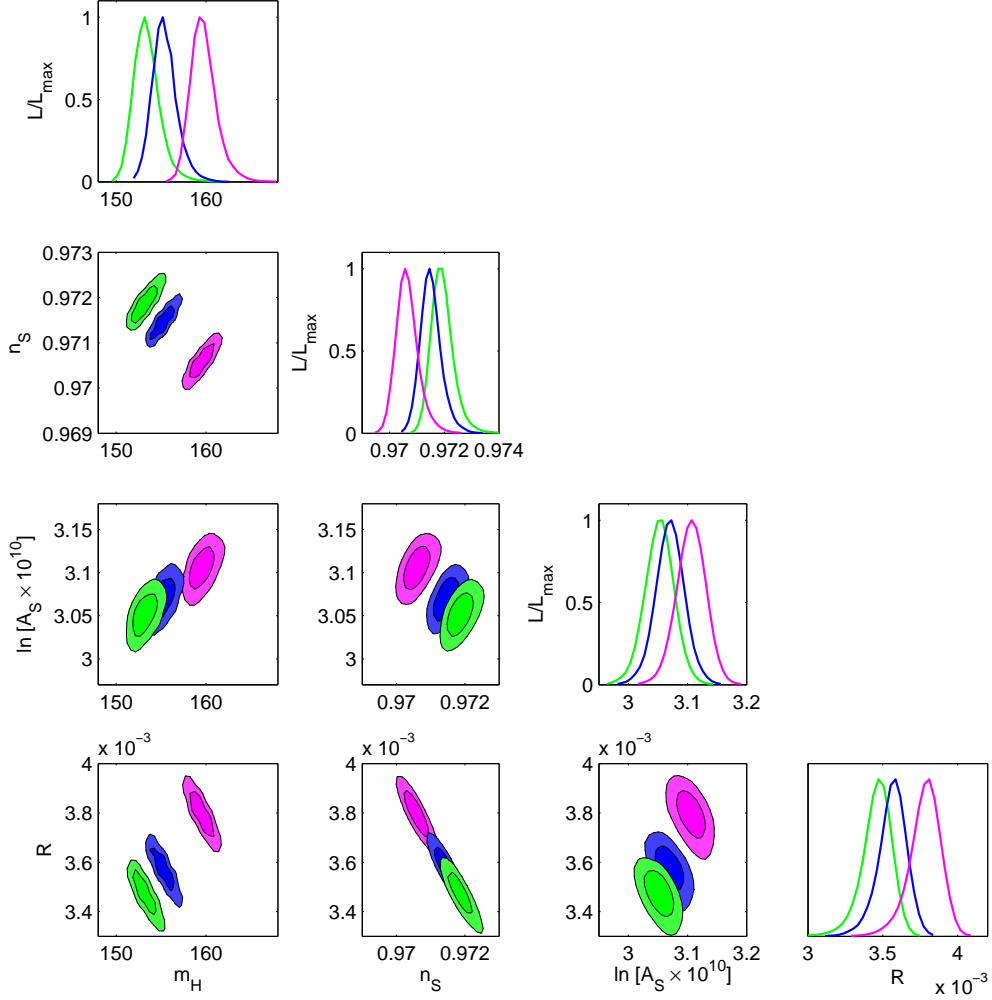 1
0.5
0
L/L_max
150 160
0.973
0.972
0.971
0.97
0.969
n_S
150 160
1
0.5
0
L/L_max
0.97 0.972 0.974
3.15
3.1
3.05
3
ln [A_S × 10^10]
150 160
0.97 0.972
1
0.5
0
L/L_max
3 3.1 3.2
x 10^−3
4
3.8
3.6
3.4
R
150 160
m_H
x 10^−3
0.97 0.972
n_S
x 10^−3
3 3.1 3.2
ln [A_S × 10^10]
3.5 4
R
x 10^−3